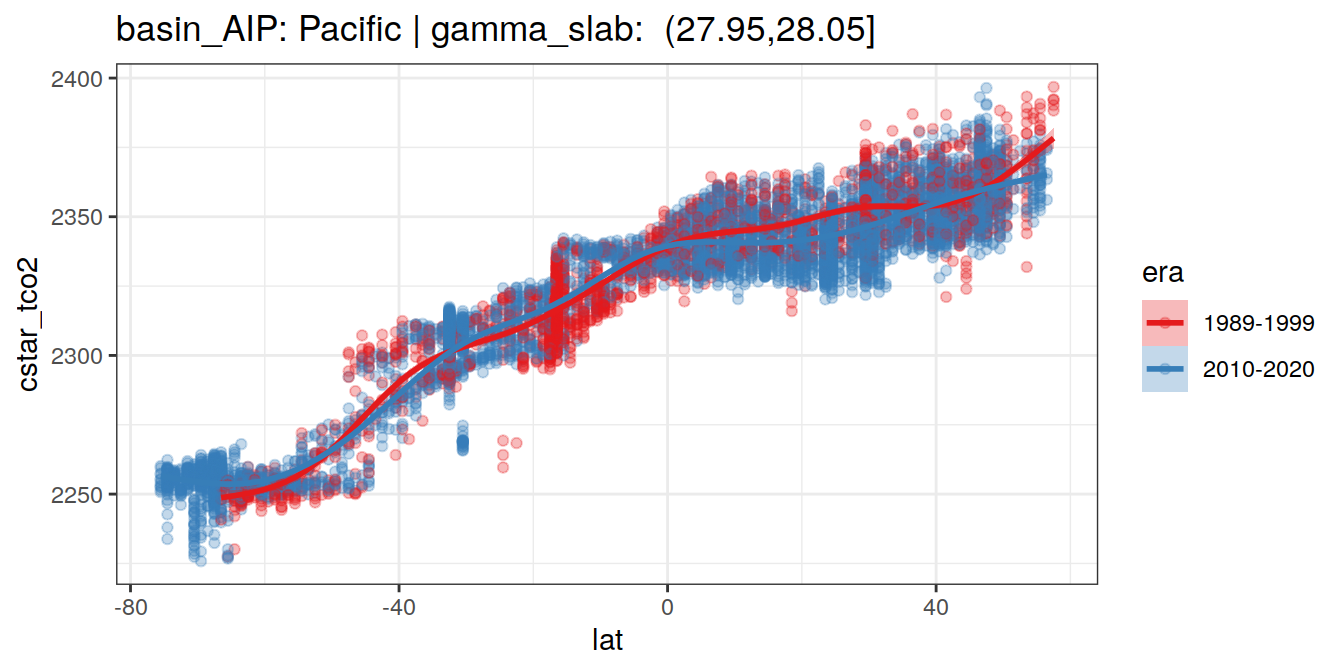 basin_AIP: Pacific | gamma_slab:  (27.95,28.05]
2400
2350
2300
2250
cstar_tco2
-80
-40
0
40
lat
era
1989-1999
2010-2020